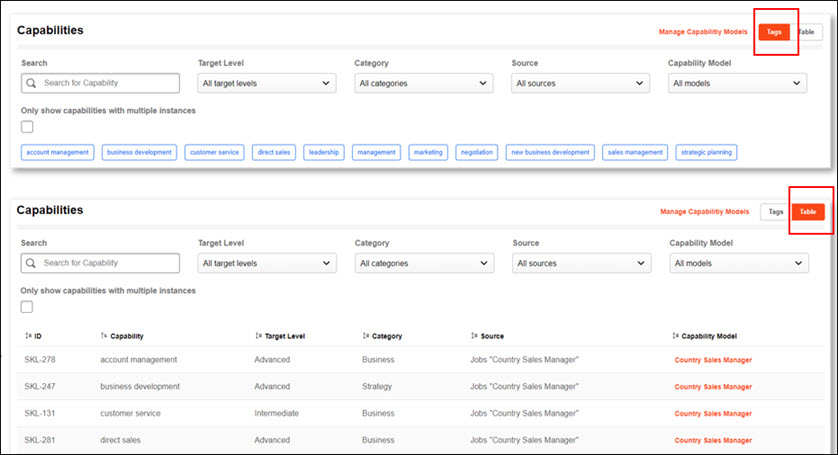 Capabilities Manage Capabilitiy Models Tags Table
Search Target Level Category Source Capability Model
Search for Capability All target levels All categories All sources All models
Only show capabilities with multiple instances
account management business development customer service direct sales leadership management marketing negotiation new business development sales management strategic planning
Capabilities Manage Capabilitiy Models Tags Table
Search Target Level Category Source Capability Model
Search for Capability All target levels All categories All sources All models
Only show capabilities with multiple instances
ID Capability Target Level Category Source Capability Model
SKL-278 account management Advanced Business Jobs "Country Sales Manager" Country Sales Manager
SKL-247 business development Advanced Strategy Jobs "Country Sales Manager" Country Sales Manager
SKL-131 customer service Intermediate Business Jobs "Country Sales Manager" Country Sales Manager
SKL-281 direct sales Advanced Business Jobs "Country Sales Manager" Country Sales Manager